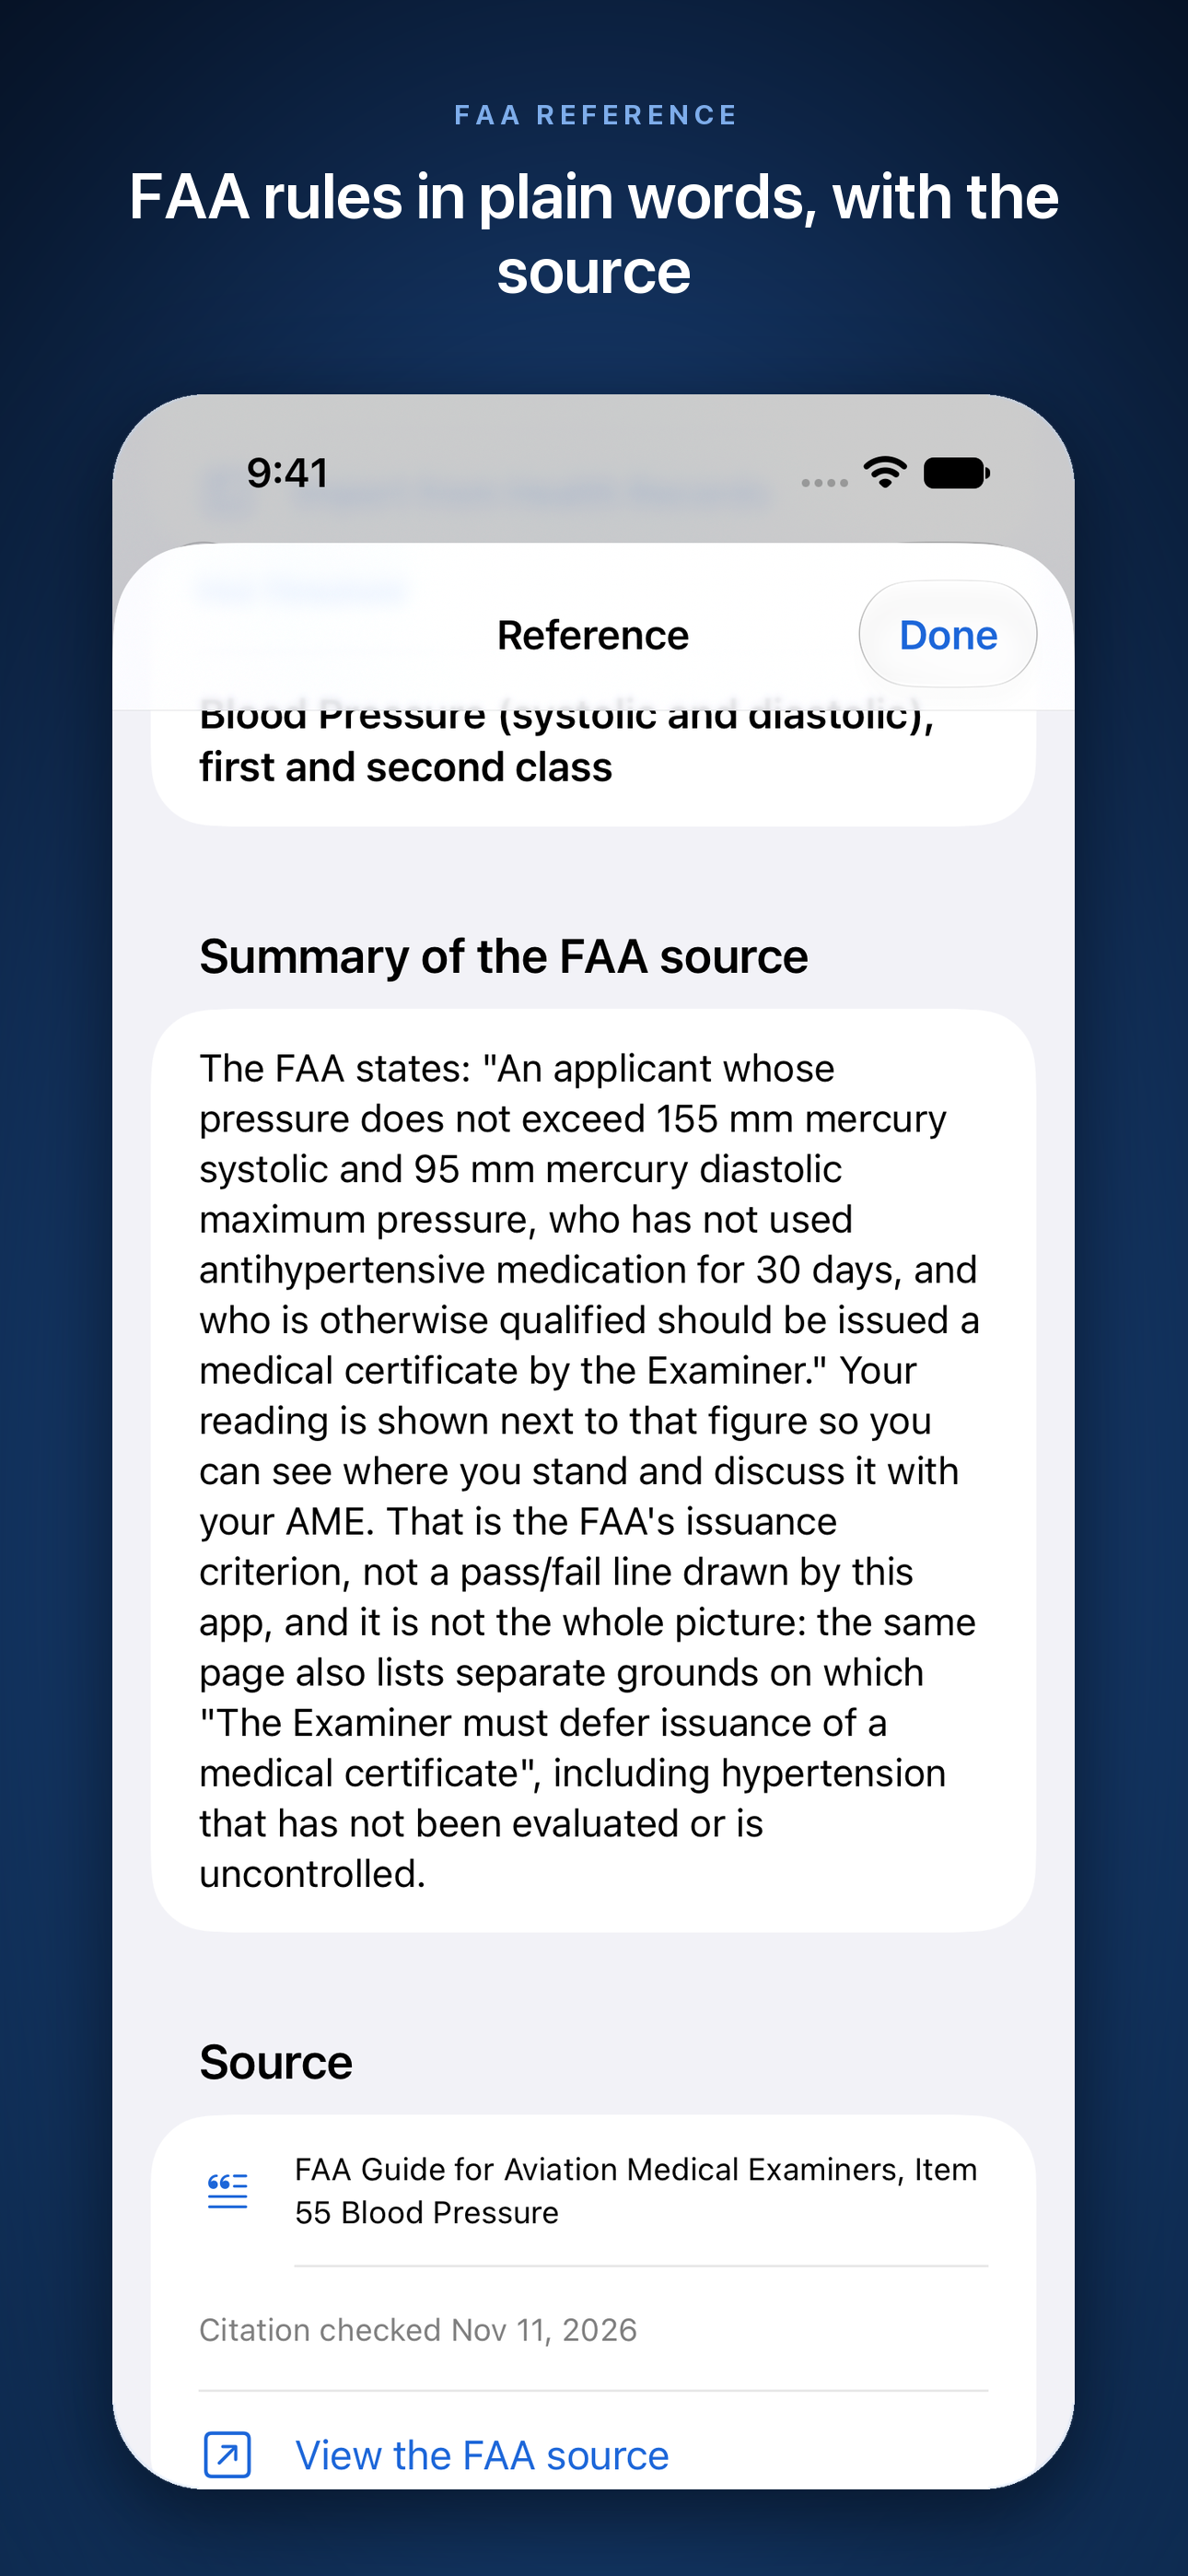 FAA REFERENCE
FAA rules in plain words, with the
source
9:41
Reference
Done
Blood Pressure (systolic and diastolic),
first and second class
Summary of the FAA source
The FAA states: "An applicant whose
pressure does not exceed 155 mm mercury
systolic and 95 mm mercury diastolic
maximum pressure, who has not used
antihypertensive medication for 30 days, and
who is otherwise qualified should be issued a
medical certificate by the Examiner." Your
reading is shown next to that figure so you
can see where you stand and discuss it with
your AME. That is the FAA's issuance
criterion, not a pass/fail line drawn by this
app, and it is not the whole picture: the same
page also lists separate grounds on which
"The Examiner must defer issuance of a
medical certificate", including hypertension
that has not been evaluated or is
uncontrolled.
Source
FAA Guide for Aviation Medical Examiners, Item
55 Blood Pressure
Citation checked Nov 11, 2026
View the FAA source